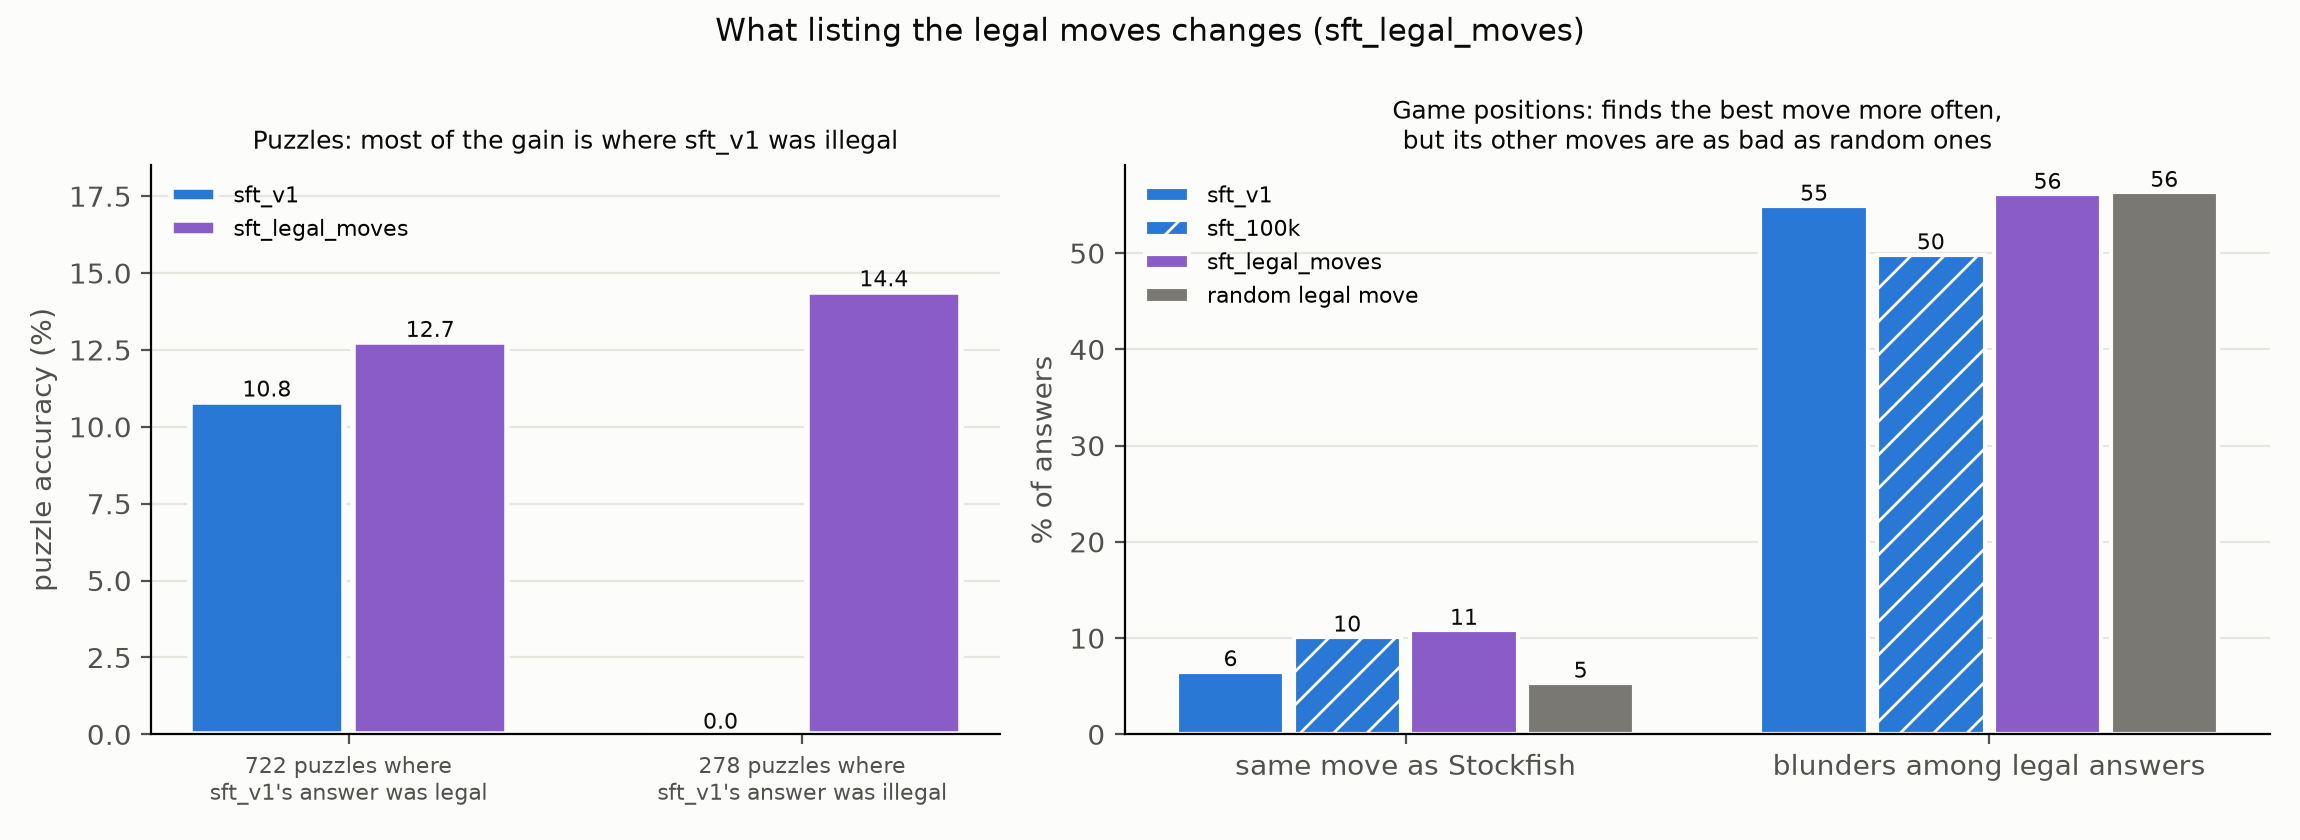 What listing the legal moves changes (sft_legal_moves)
Puzzles: most of the gain is where sft_v1 was illegal
sft_v1
sft_legal_moves
puzzle accuracy (%)
17.5
15.0
12.5
10.0
7.5
5.0
2.5
0.0
10.8
12.7
0.0
14.4
722 puzzles where
sft_v1's answer was legal
278 puzzles where
sft_v1's answer was illegal
Game positions: finds the best move more often,
but its other moves are as bad as random ones
sft_v1
sft_100k
sft_legal_moves
random legal move
% of answers
50
40
30
20
10
0
6
10
11
5
55
50
56
56
same move as Stockfish
blunders among legal answers